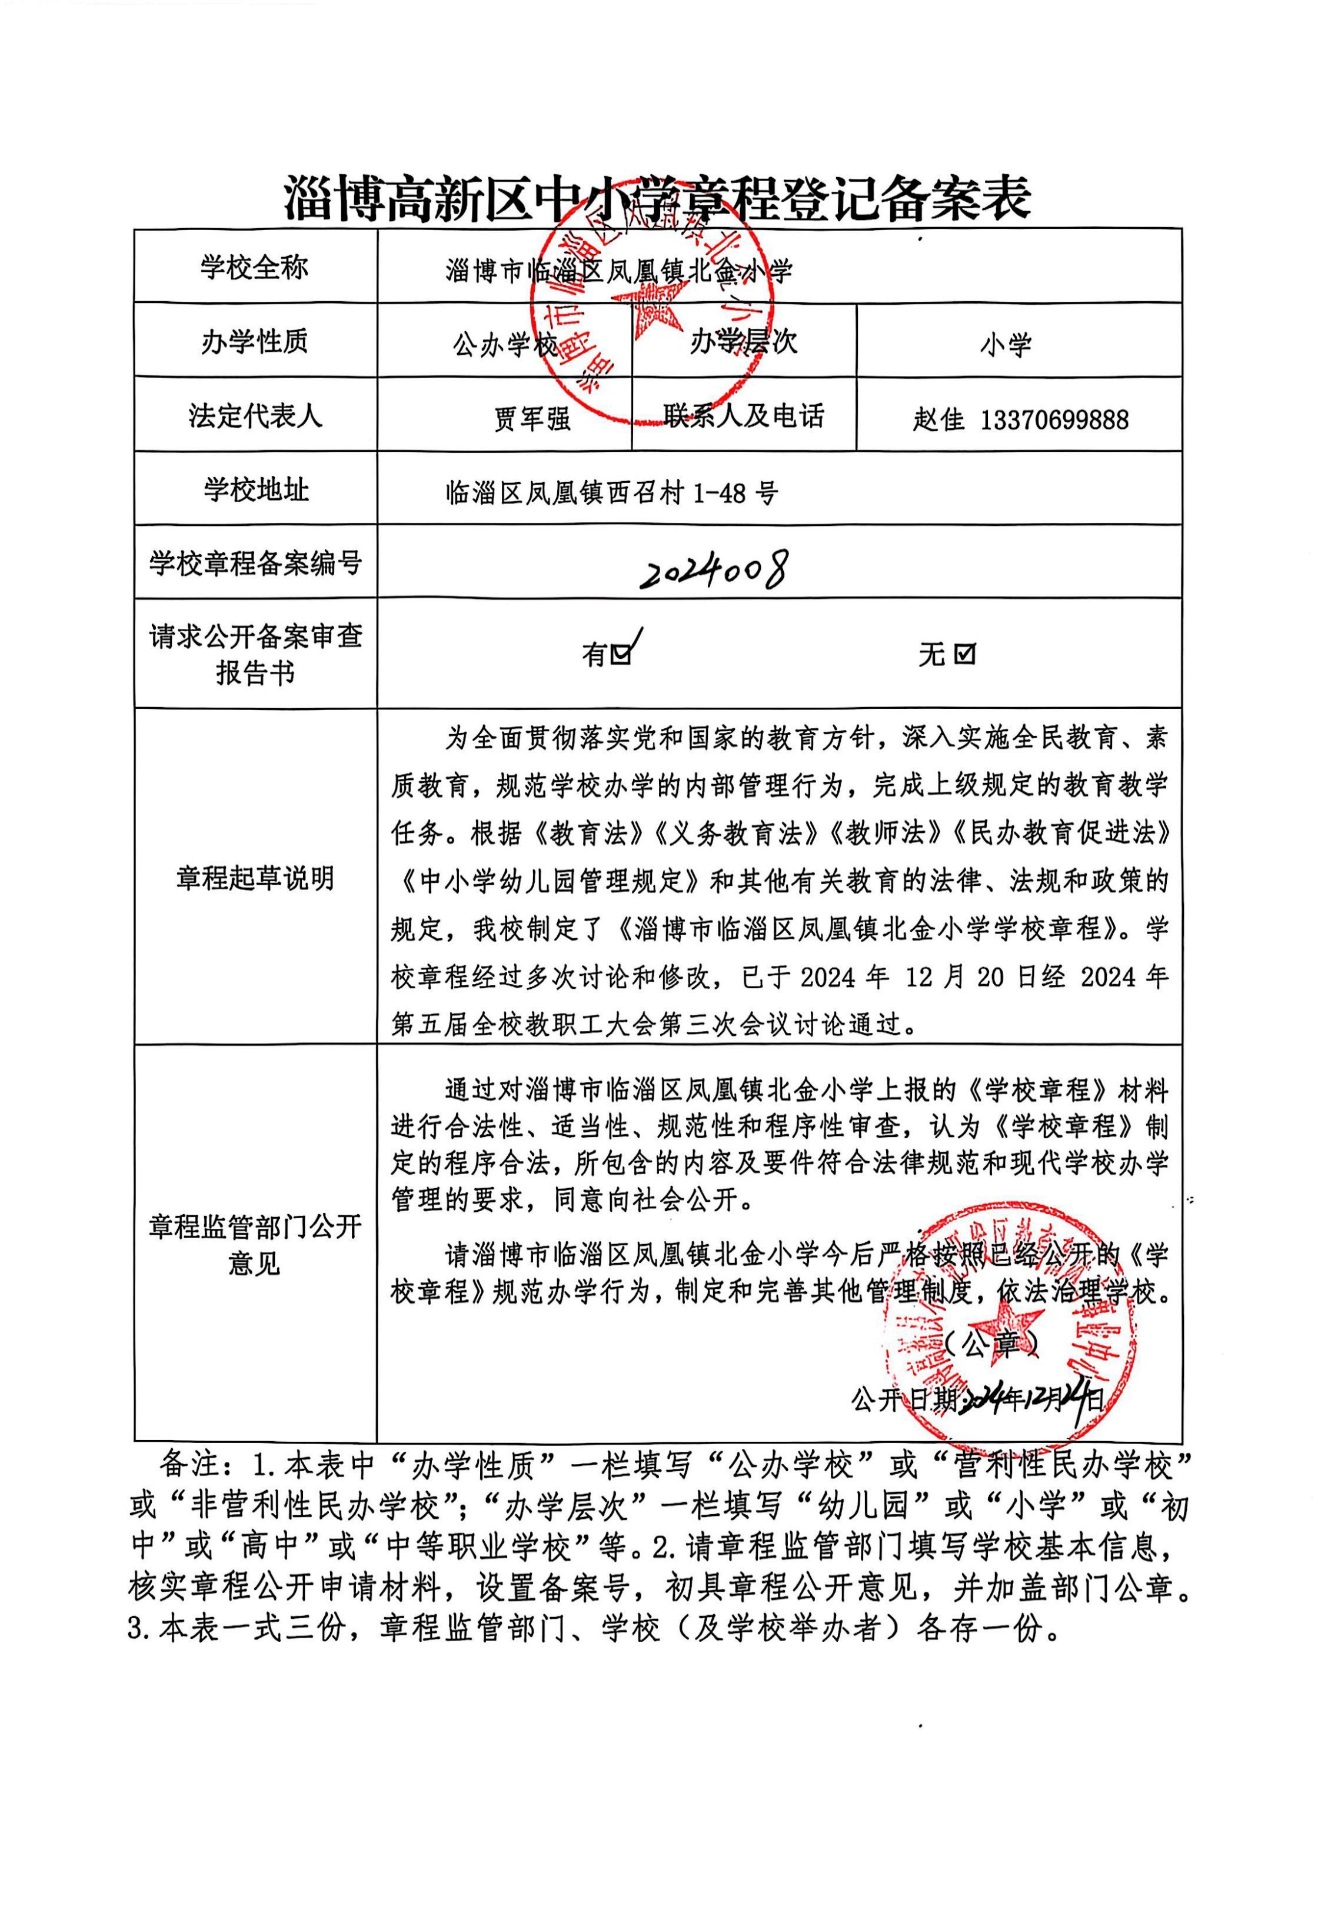 淄博高新区中小学章程登记备案表
学校全称 淄博市临淄区凤凰镇北金小学
办学性质 公办学校 办学层次 小学
法定代表人 贾军强 联系人及电话 赵佳 13370699888
学校地址 临淄区凤凰镇西召村 1-48 号
学校章程备案编号 2024008
请求公开备案审查
报告书
有☑ 无☑
章程起草说明
为全面贯彻落实党和国家的教育方针，深入实施全民教育、素
质教育，规范学校办学的内部管理行为，完成上级规定的教育教学
任务。根据《教育法》《义务教育法》《教师法》《民办教育促进法》
《中小学幼儿园管理规定》和其他有关教育的法律、法规和政策的
规定，我校制定了《淄博市临淄区凤凰镇北金小学学校章程》。学
校章程经过多次讨论和修改，已于 2024 年 12 月 20 日经 2024 年
第五届全校教职工大会第三次会议讨论通过。
章程监管部门公开
意见
通过对淄博市临淄区凤凰镇北金小学上报的《学校章程》材料
进行合法性、适当性、规范性和程序性审查，认为《学校章程》制
定的程序合法，所包含的内容及要件符合法律规范和现代学校办学
管理的要求，同意向社会公开。
请淄博市临淄区凤凰镇北金小学今后严格按照已经公开的《学
校章程》规范办学行为，制定和完善其他管理制度，依法治理学校。
（公章）
公开日期:2024年12月24日
备注：1.本表中“办学性质”一栏填写“公办学校”或“营利性民办学校”
或“非营利性民办学校”；“办学层次”一栏填写“幼儿园”或“小学”或“初
中”或“高中”或“中等职业学校”等。2.请章程监管部门填写学校基本信息，
核实章程公开申请材料，设置备案号，初具章程公开意见，并加盖部门公章。
3.本表一式三份，章程监管部门、学校（及学校举办者）各存一份。
淄博市临淄区凤凰镇北金小学